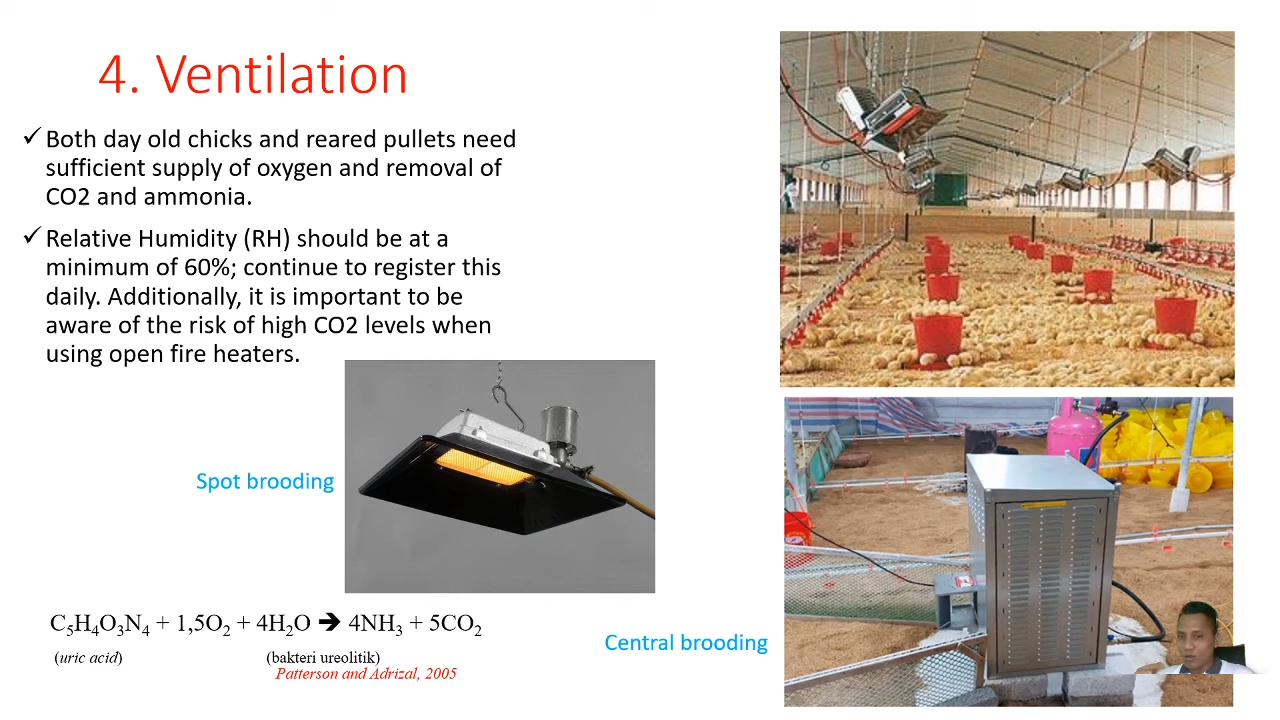 4. Ventilation
✓ Both day old chicks and reared pullets need
sufficient supply of oxygen and removal of
CO2 and ammonia.
✓ Relative Humidity (RH) should be at a
minimum of 60%; continue to register this
daily. Additionally, it is important to be
aware of the risk of high CO2 levels when
using open fire heaters.
Spot brooding
C₅H₄O₃N₄ + 1,5O₂ + 4H₂O ➔ 4NH₃ + 5CO₂
(uric acid) (bakteri ureolitik)
Patterson and Adrizal, 2005
Central brooding